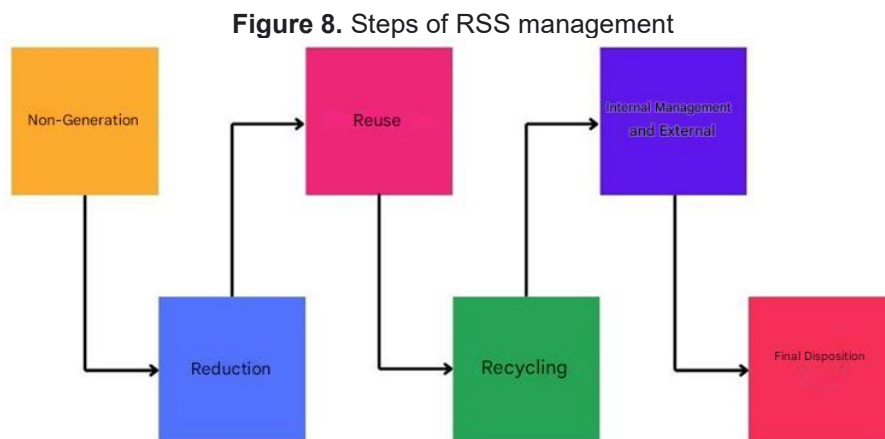 Figure 8. Steps of RSS management
Non-Generation
Reduction
Reuse
Recycling
Internal Management
and External
Final Disposition